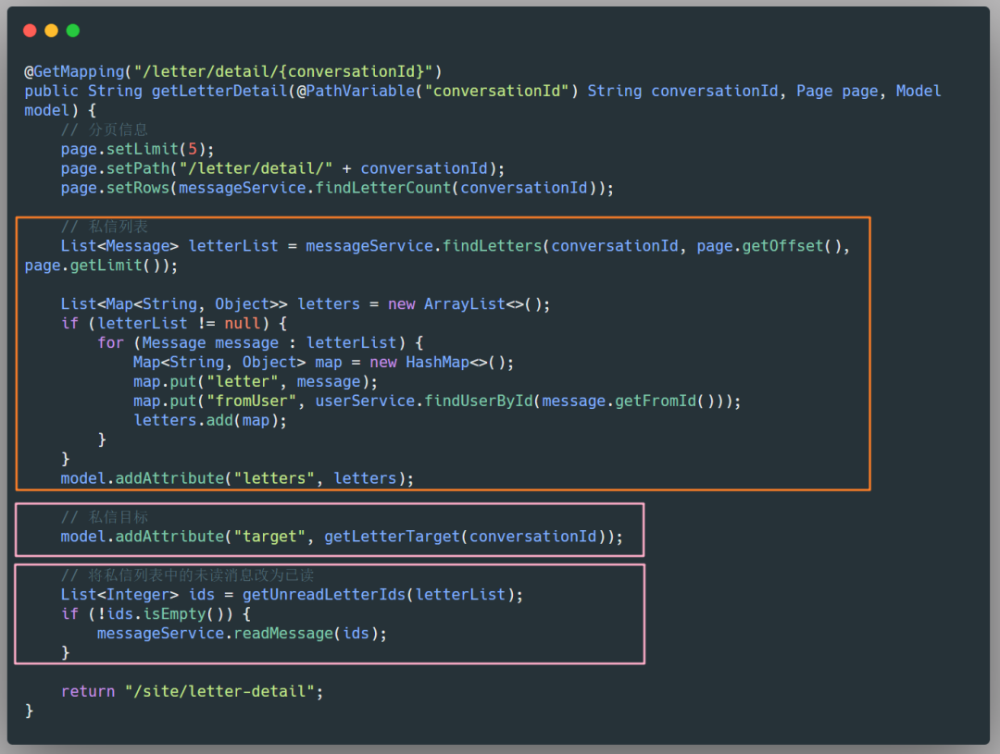 @GetMapping("/letter/detail/{conversationId}")
public String getLetterDetail(@PathVariable("conversationId") String conversationId, Page page, Model
model) {
    // 分页信息
    page.setLimit(5);
    page.setPath("/letter/detail/" + conversationId);
    page.setRows(messageService.findLetterCount(conversationId));
    // 私信列表
    List<Message> letterList = messageService.findLetters(conversationId, page.getOffset(),
page.getLimit());
    List<Map<String, Object>> letters = new ArrayList<>();
    if (letterList != null) {
        for (Message message : letterList) {
            Map<String, Object> map = new HashMap<>();
            map.put("letter", message);
            map.put("fromUser", userService.findUserById(message.getFromId()));
            letters.add(map);
        }
    }
    model.addAttribute("letters", letters);
    // 私信目标
    model.addAttribute("target", getLetterTarget(conversationId));
    // 将私信列表中的未读消息改为已读
    List<Integer> ids = getUnreadLetterIds(letterList);
    if (!ids.isEmpty()) {
        messageService.readMessage(ids);
    }
    return "/site/letter-detail";
}